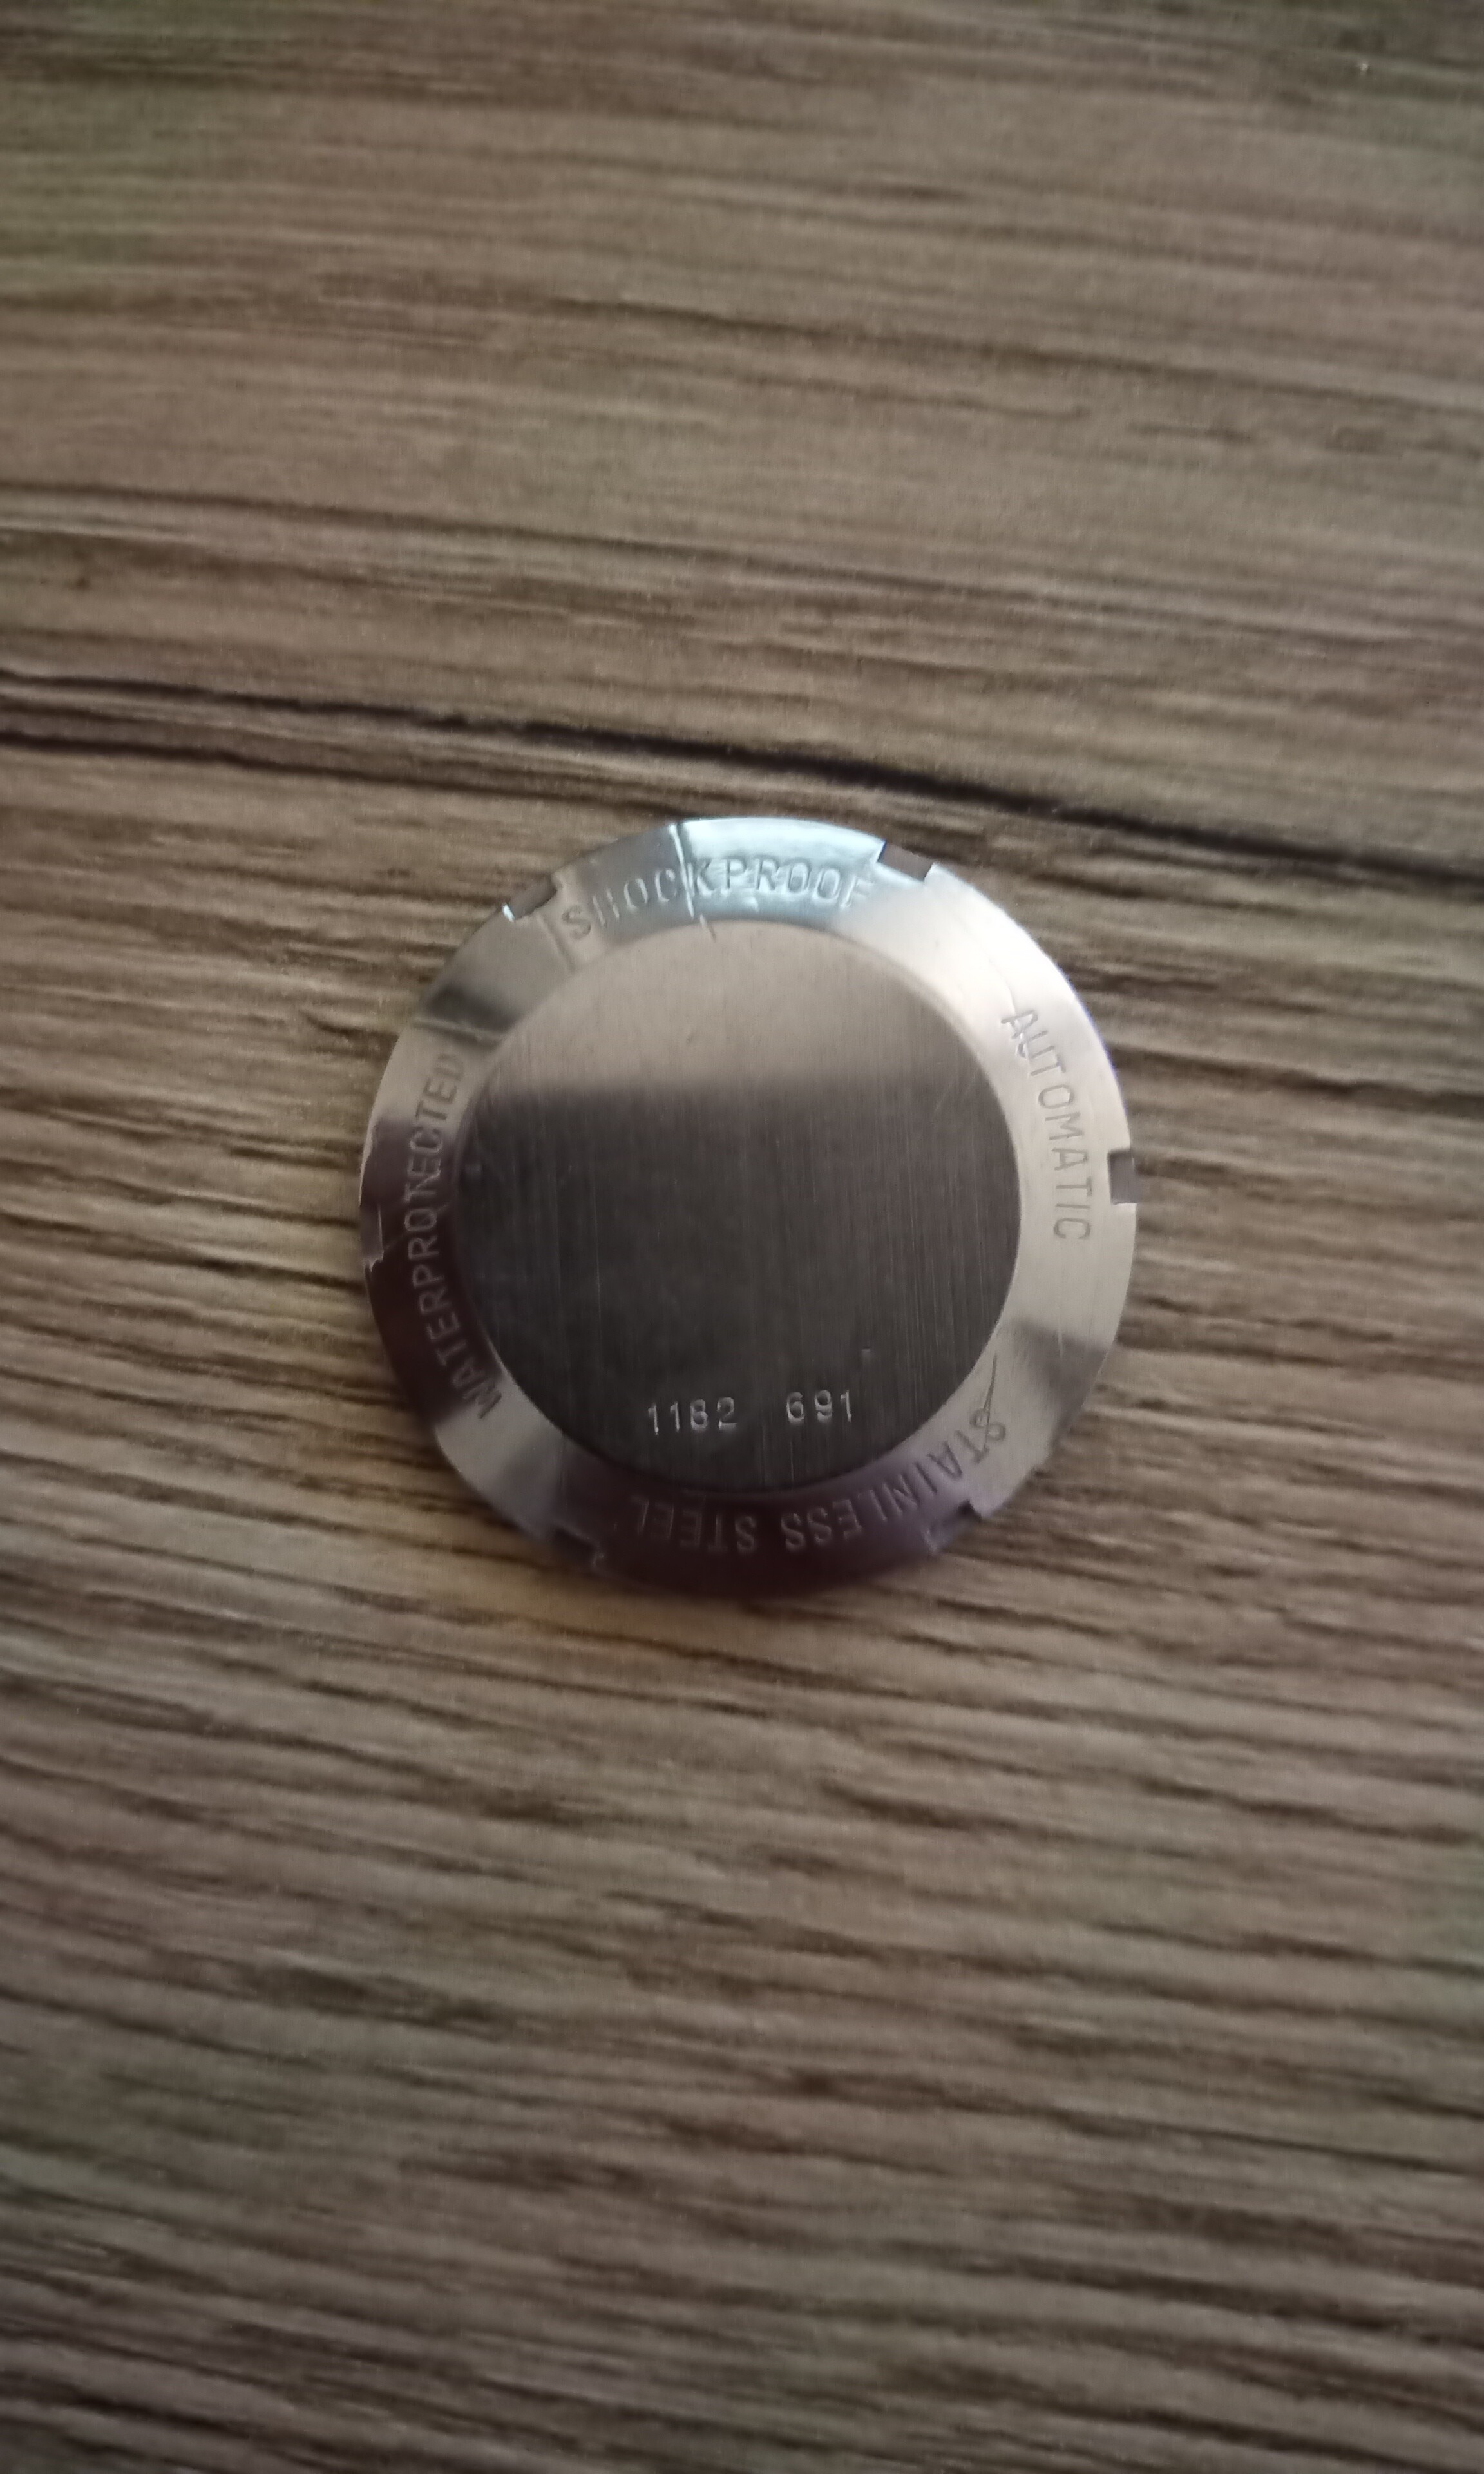 SHOCKPROOF
AUTOMATIC
STAINLESS STEEL
WATERPROTECTED
1182 691